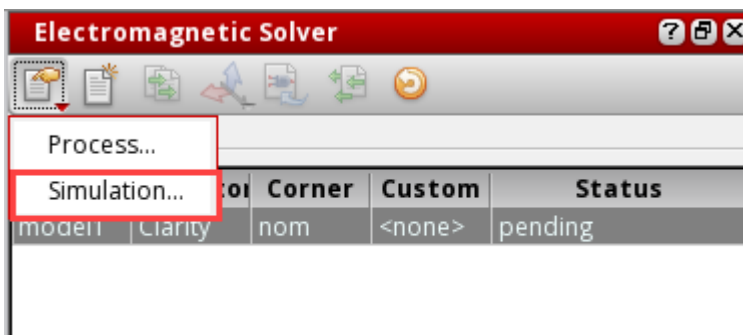 Electromagnetic Solver
Process...
Simulation... Corner Custom Status
model1 Clarity nom <none> pending